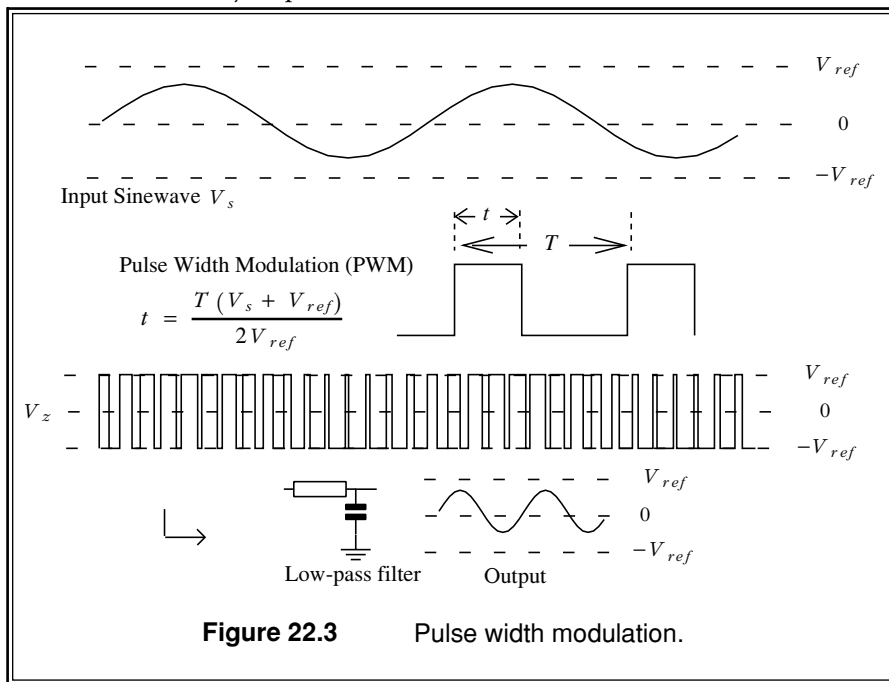 V_ref
0
−V_ref
Input Sinewave V_s
t
T
Pulse Width Modulation (PWM)
t = T (V_s + V_ref) / 2V_ref
V_ref
V_z
0
−V_ref
V_ref
0
−V_ref
Low-pass filter
Output
Figure 22.3 Pulse width modulation.